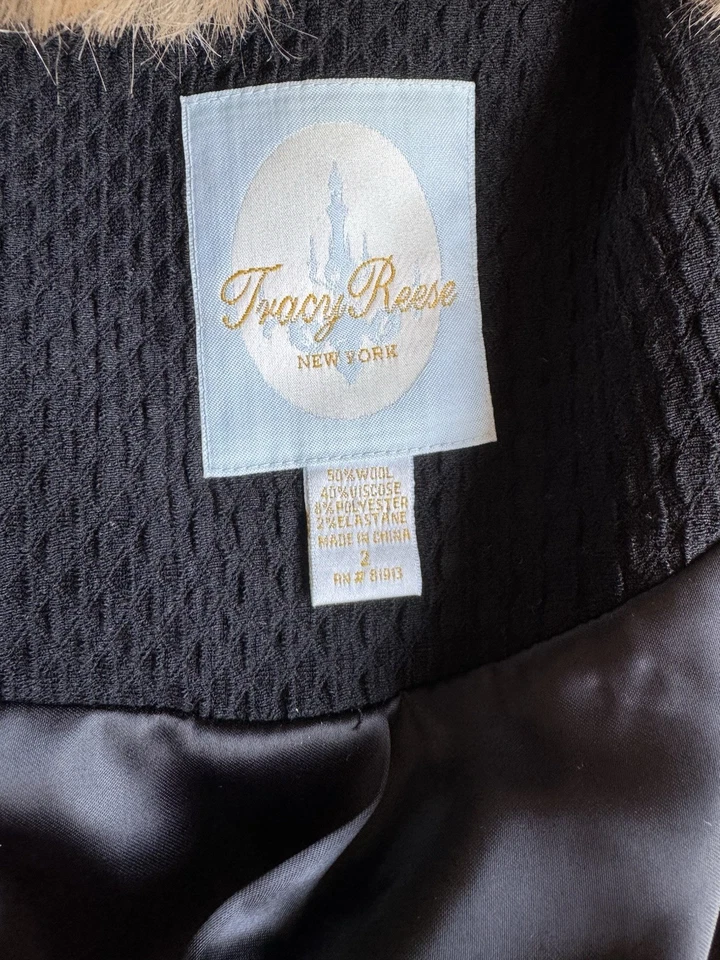 Tracy Reese
NEW YORK
50% WOOL
40% VISCOSE
8% POLYESTER
2% ELASTANE
MADE IN CHINA
2
RN # 81913